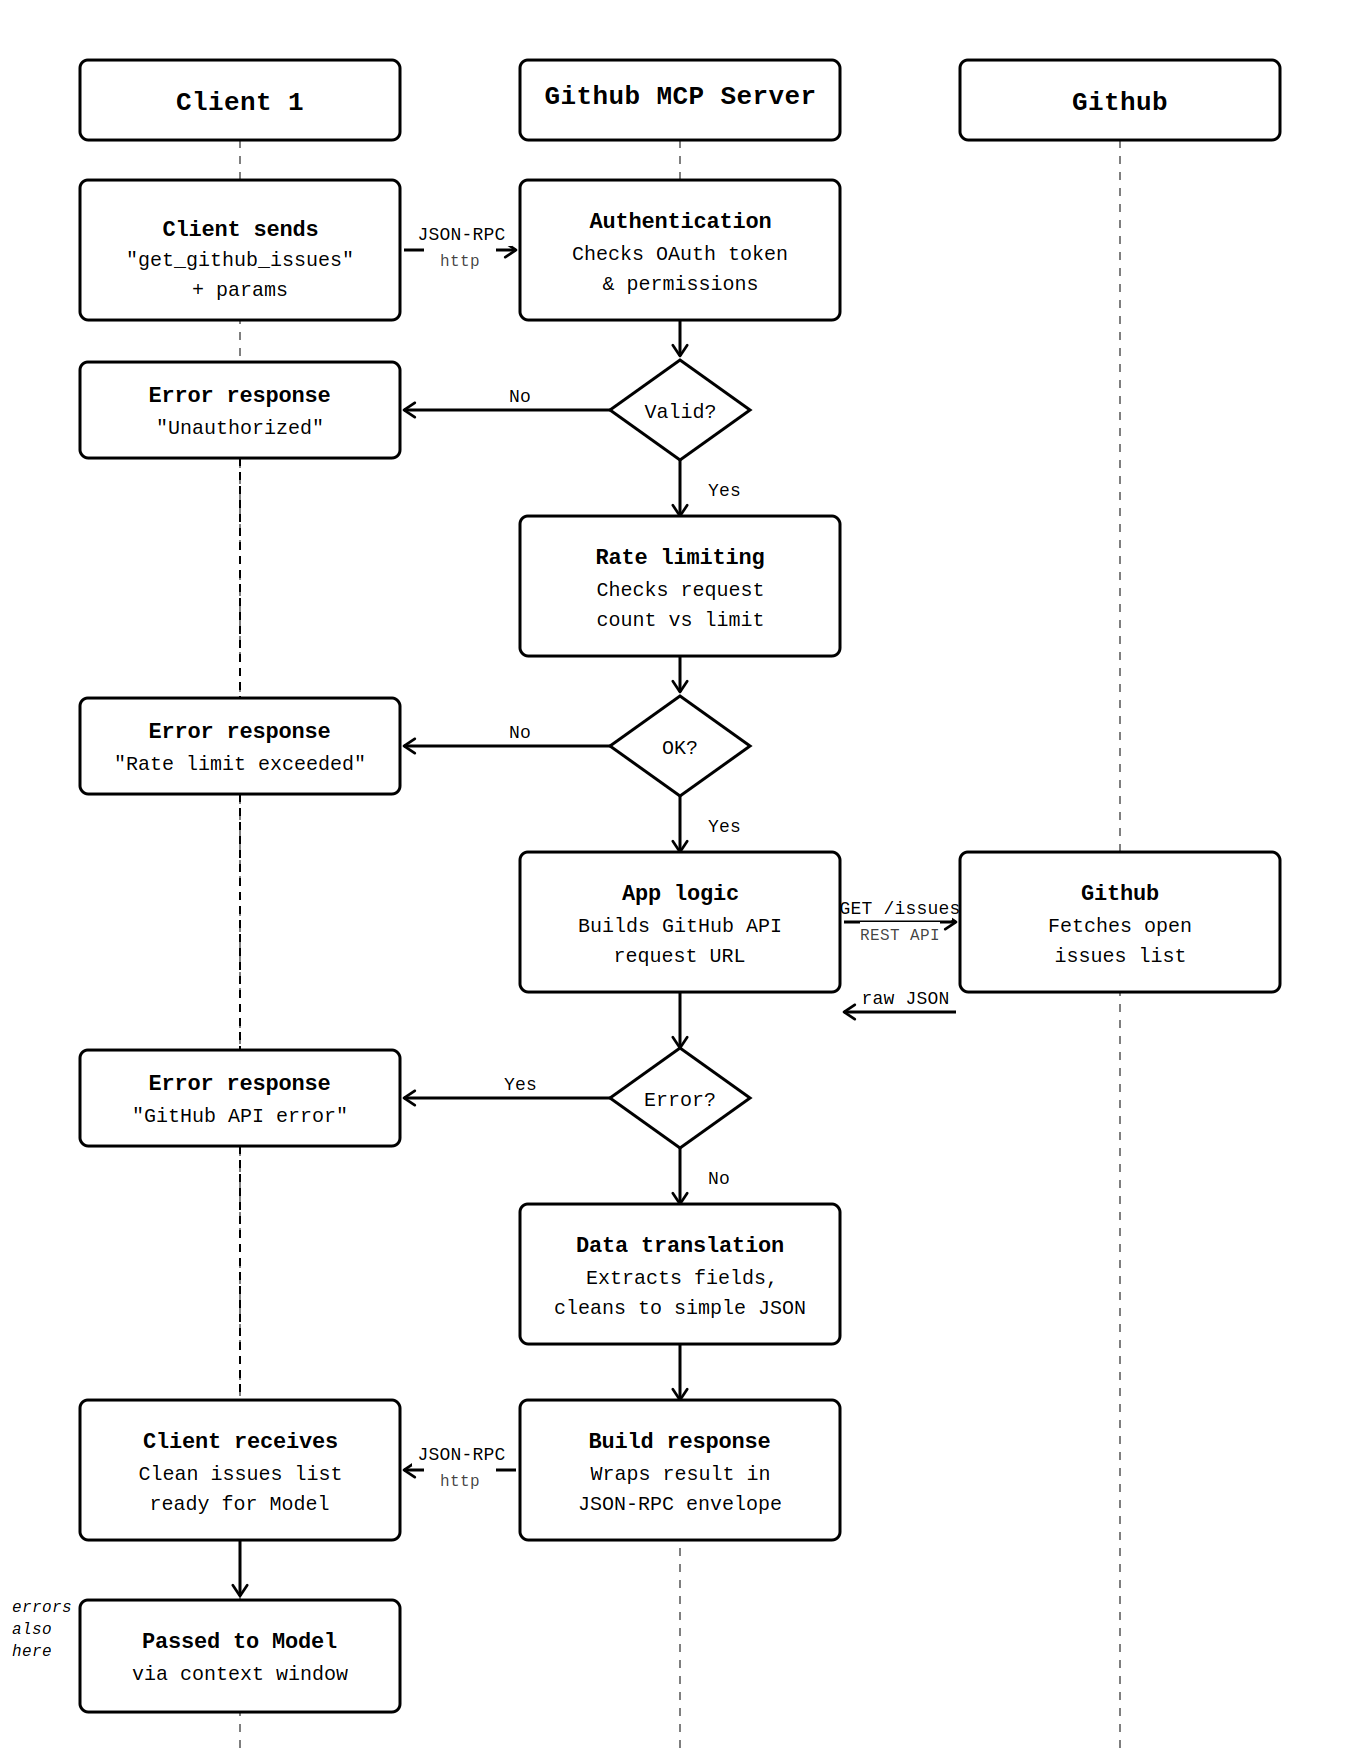 Client 1
Github MCP Server
Github
Client sends
"get_github_issues"
+ params
JSON-RPC
http
Authentication
Checks OAuth token
& permissions
Error response
"Unauthorized"
No
Valid?
Yes
Rate limiting
Checks request
count vs limit
Error response
"Rate limit exceeded"
No
OK?
Yes
App logic
Builds GitHub API
request URL
GET /issues
REST API
Github
Fetches open
issues list
raw JSON
Error response
"GitHub API error"
Yes
Error?
No
Data translation
Extracts fields,
cleans to simple JSON
Client receives
Clean issues list
ready for Model
JSON-RPC
http
Build response
Wraps result in
JSON-RPC envelope
errors
also
here
Passed to Model
via context window